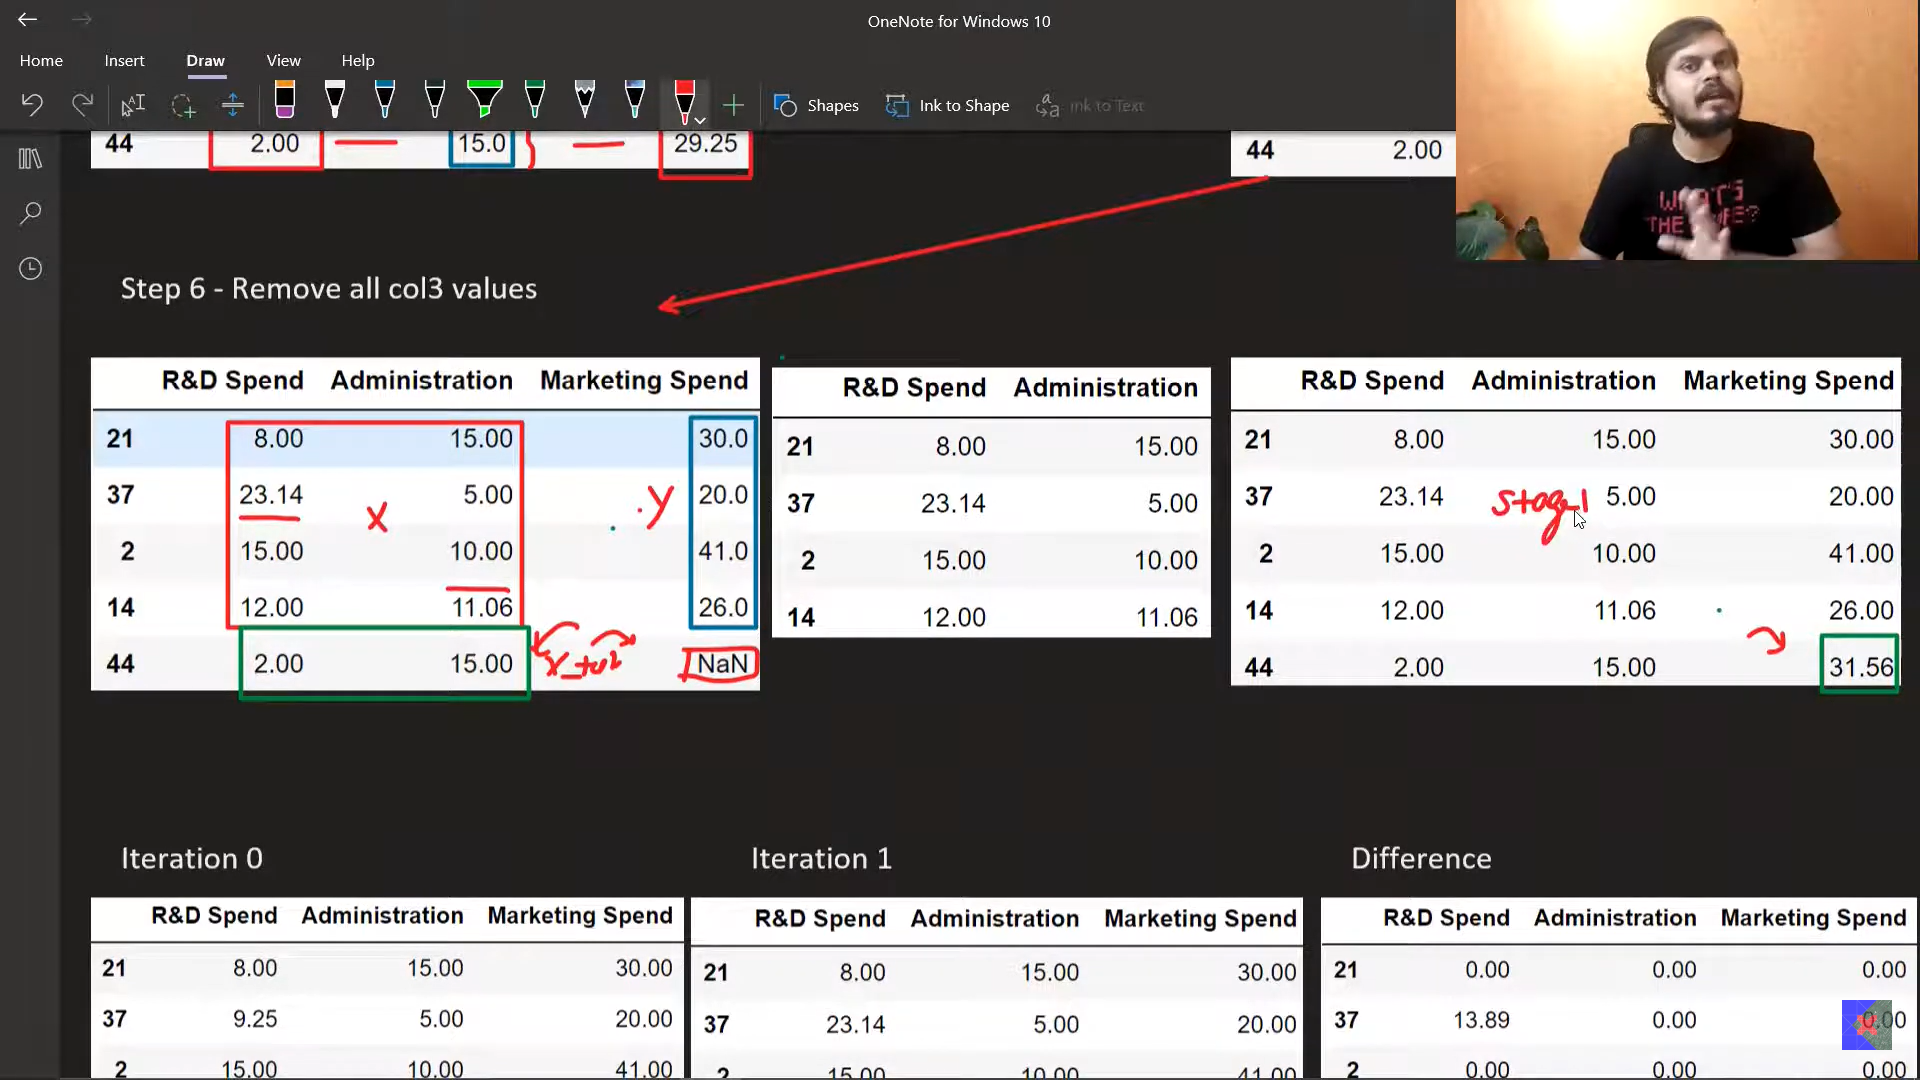 OneNote for Windows 10
Home Insert Draw View Help
Shapes Ink to Shape Ink to Text
44 2.00 15.0 29.25
44 2.00
WHAT'S
THE
Step 6 - Remove all col3 values
R&D Spend Administration Marketing Spend
21 8.00 15.00 30.0
37 23.14 5.00 20.0
X Y
2 15.00 10.00 41.0
14 12.00 11.06 26.0
44 2.00 15.00 NaN
R&D Spend Administration
21 8.00 15.00
37 23.14 5.00
2 15.00 10.00
14 12.00 11.06
R&D Spend Administration Marketing Spend
21 8.00 15.00 30.00
37 23.14 Stage1 5.00 20.00
2 15.00 10.00 41.00
14 12.00 11.06 26.00
44 2.00 15.00 31.56
Iteration 0
R&D Spend Administration Marketing Spend
21 8.00 15.00 30.00
37 9.25 5.00 20.00
2 15.00 10.00 41.00
Iteration 1
R&D Spend Administration Marketing Spend
21 8.00 15.00 30.00
37 23.14 5.00 20.00
2 15.00 10.00 41.00
Difference
R&D Spend Administration Marketing Spend
21 0.00 0.00 0.00
37 13.89 0.00 0.00
2 0.00 0.00 0.00